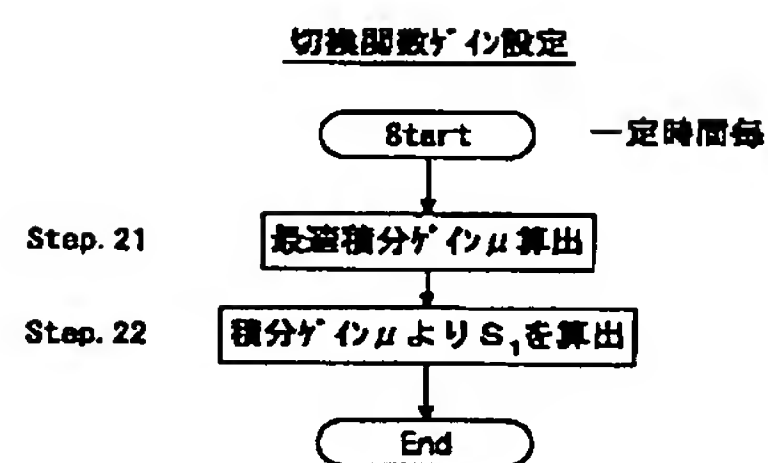 切換関数ｹﾞｲﾝ設定
Start 一定時間毎
Step.21 最適積分ｹﾞｲﾝμ算出
Step.22 積分ｹﾞｲﾝμよりS₁を算出
End